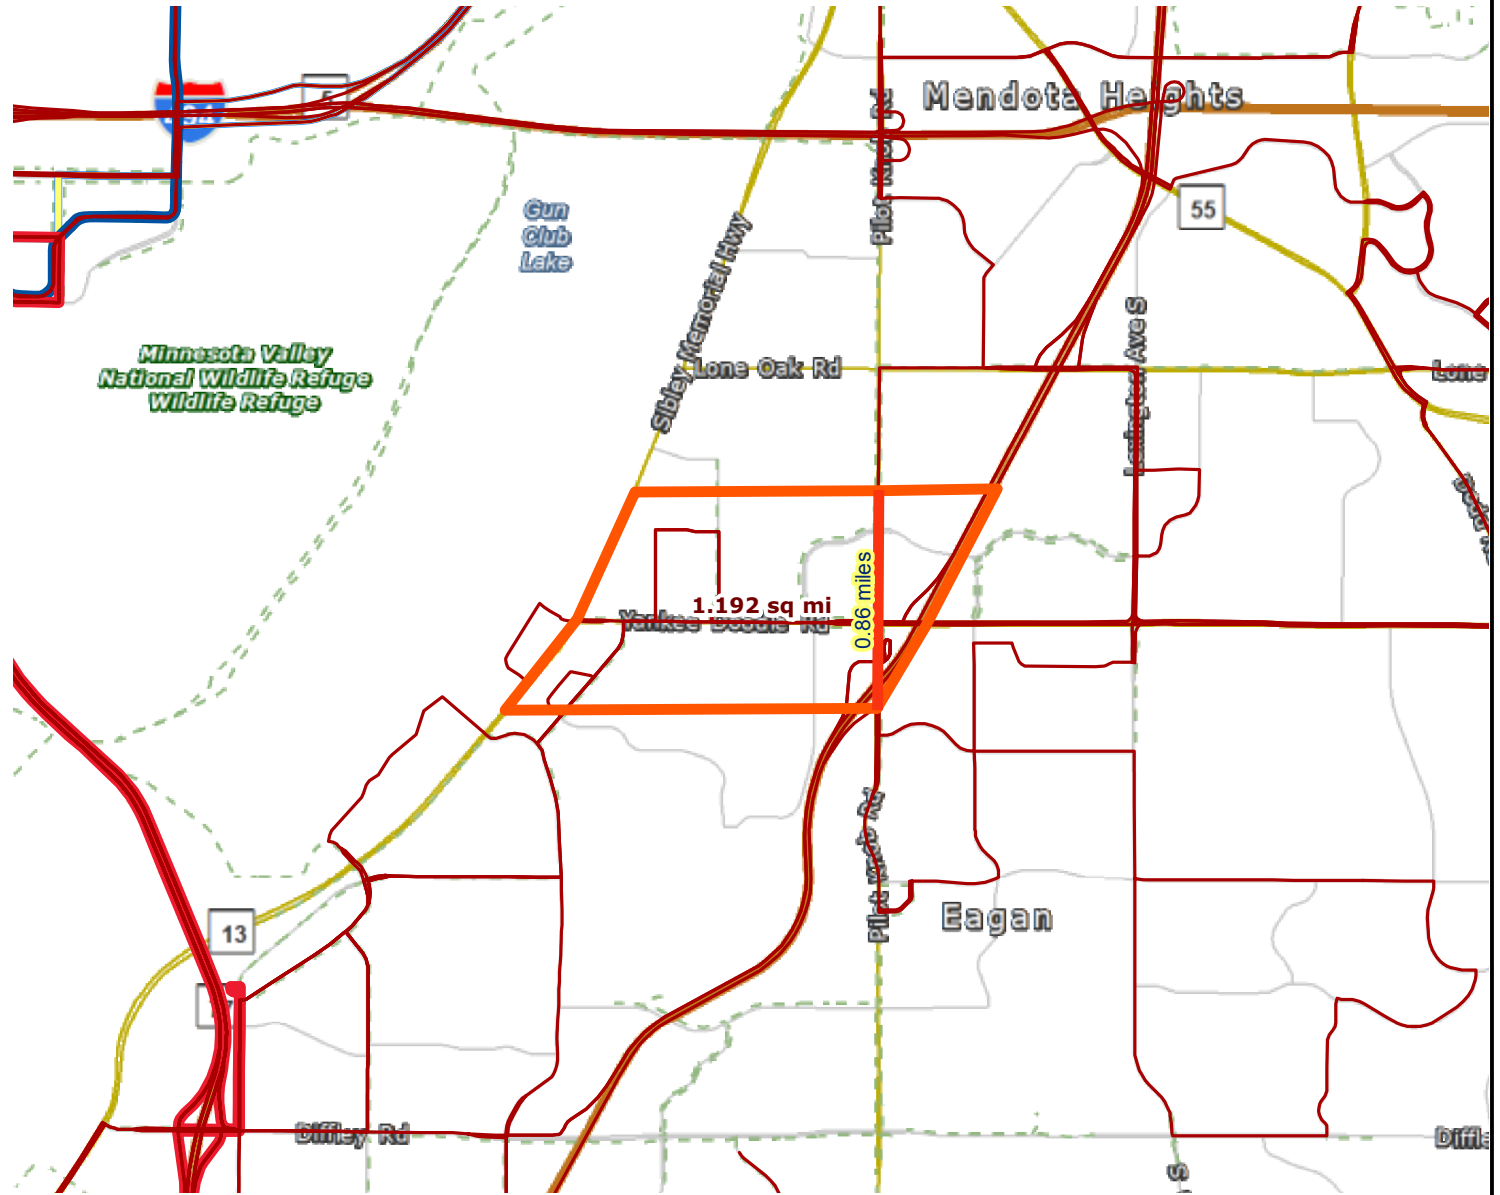 Mendota Heights
Pilot Knob Rd
55
Gun
Club
Lake
Sibley Memorial Hwy
Minnesota Valley
National Wildlife Refuge
Wildlife Refuge
Lone Oak Rd
Lexington Ave S
Lone
1.192 sq mi
Yankee Doodle Rd
0.86 miles
Pilot Knob Rd
Eagan
13
Diffley Rd
Diffle
S